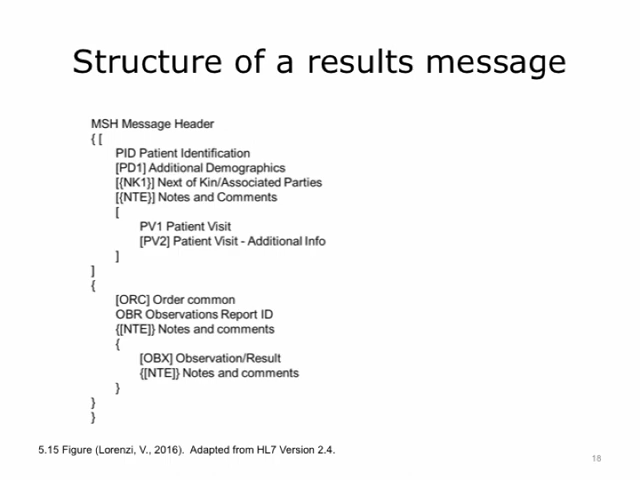 Structure of a results message
MSH Message Header
{ [
PID Patient Identification
[PD1] Additional Demographics
[{NK1}] Next of Kin/Associated Parties
[{NTE}] Notes and Comments
[
PV1 Patient Visit
[PV2] Patient Visit - Additional Info
]
]
{
[ORC] Order common
OBR Observations Report ID
{[NTE]} Notes and comments
{
[OBX] Observation/Result
{[NTE]} Notes and comments
}
}
}
5.15 Figure (Lorenzi, V., 2016).  Adapted from HL7 Version 2.4.
18